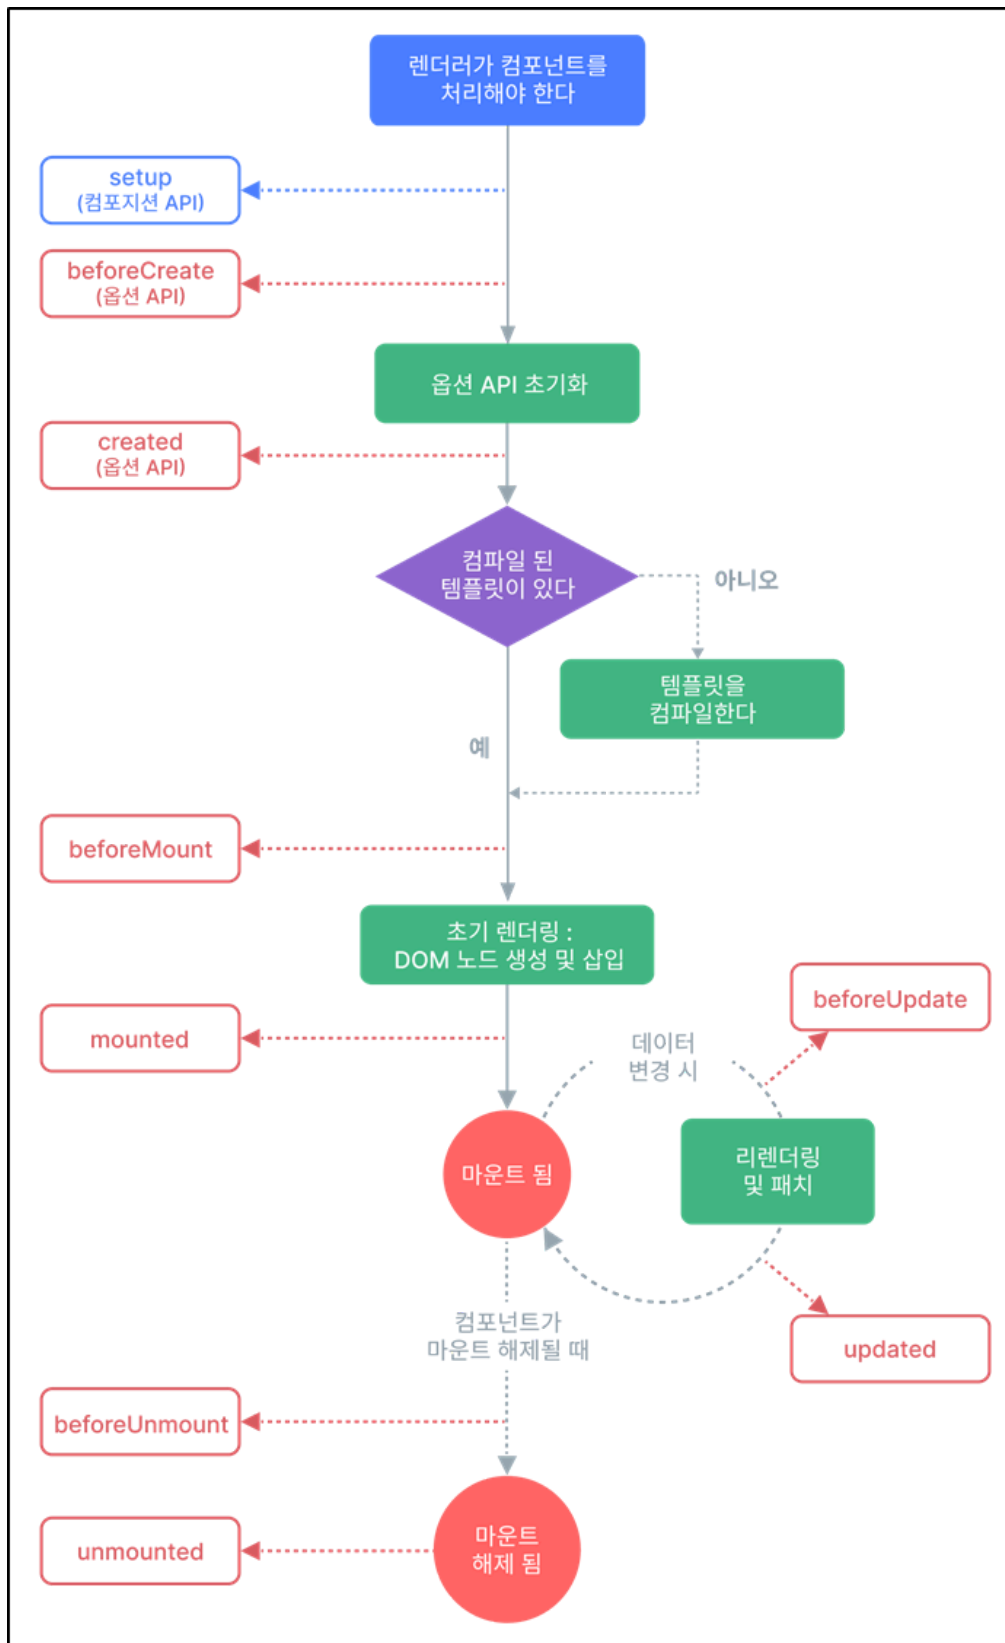 렌더러가 컴포넌트를
처리해야 한다
setup
(컴포지션 API)
beforeCreate
(옵션 API)
옵션 API 초기화
created
(옵션 API)
컴파일 된
템플릿이 있다
아니오
템플릿을
컴파일한다
예
beforeMount
초기 렌더링 :
DOM 노드 생성 및 삽입
beforeUpdate
mounted
데이터
변경 시
마운트 됨
리렌더링
및 패치
컴포넌트가
마운트 해제될 때
updated
beforeUnmount
마운트
해제 됨
unmounted